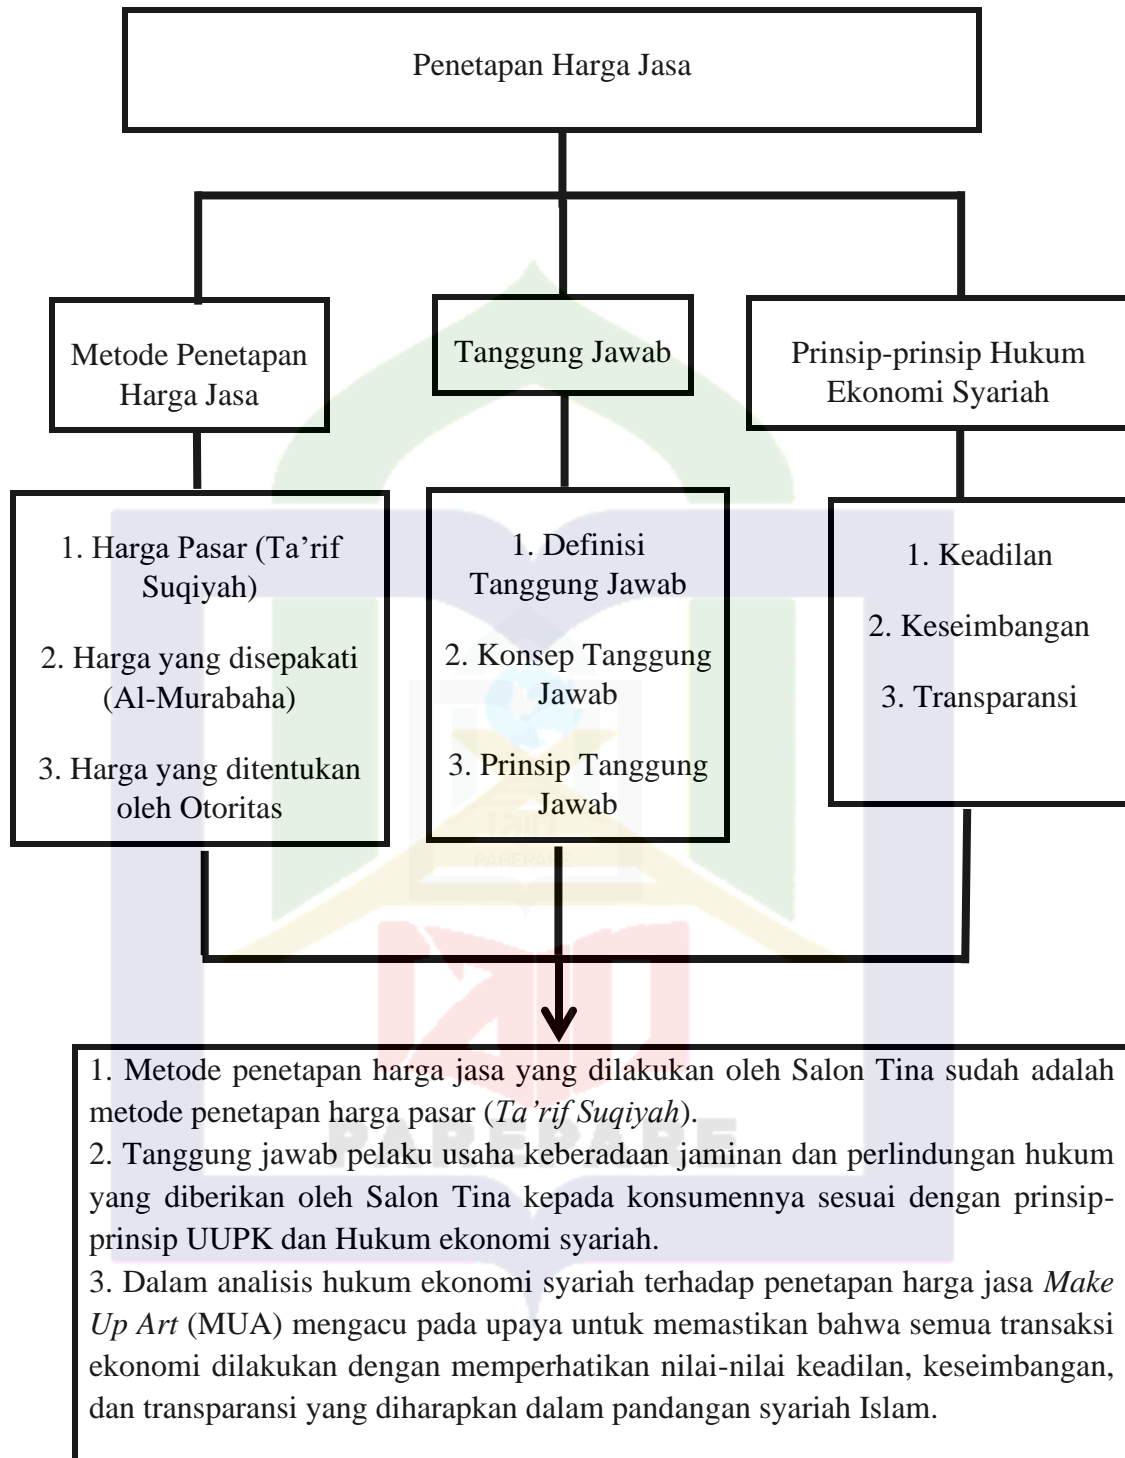 Penetapan Harga Jasa
Metode Penetapan
Harga Jasa
Tanggung Jawab
Prinsip-prinsip Hukum
Ekonomi Syariah
1. Harga Pasar (Ta’rif
Suqiyah)
2. Harga yang disepakati
(Al-Murabaha)
3. Harga yang ditentukan
oleh Otoritas
1. Definisi
Tanggung Jawab
2. Konsep Tanggung
Jawab
3. Prinsip Tanggung
Jawab
1. Keadilan
2. Keseimbangan
3. Transparansi
PAREPARE
1. Metode penetapan harga jasa yang dilakukan oleh Salon Tina sudah adalah
metode penetapan harga pasar (Ta’rif Suqiyah).
PAREPARE
2. Tanggung jawab pelaku usaha keberadaan jaminan dan perlindungan hukum
yang diberikan oleh Salon Tina kepada konsumennya sesuai dengan prinsip-
prinsip UUPK dan Hukum ekonomi syariah.
3. Dalam analisis hukum ekonomi syariah terhadap penetapan harga jasa Make
Up Art (MUA) mengacu pada upaya untuk memastikan bahwa semua transaksi
ekonomi dilakukan dengan memperhatikan nilai-nilai keadilan, keseimbangan,
dan transparansi yang diharapkan dalam pandangan syariah Islam.